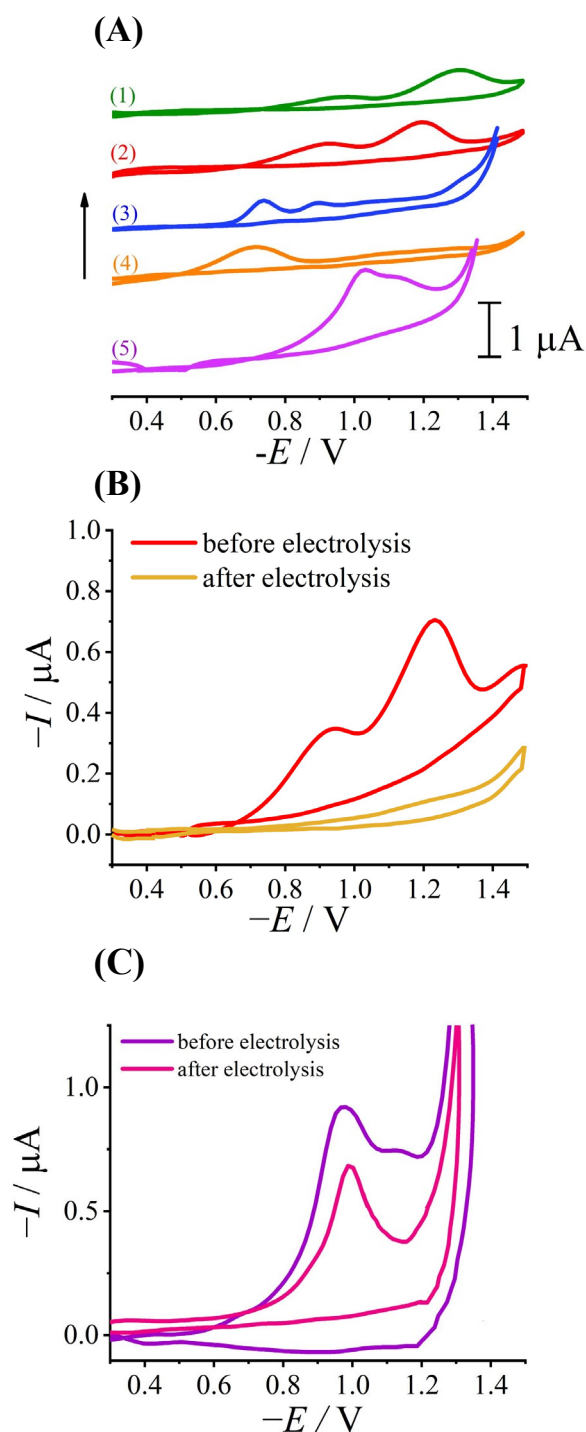 (A)
(1)
(2)
(3)
(4)
(5)
1 μA
0.4 0.6 0.8 1.0 1.2 1.4
-E / V
(B)
1.0
0.8
0.6
0.4
0.2
0.0
−I / μA
before electrolysis
after electrolysis
0.4 0.6 0.8 1.0 1.2 1.4
−E / V
(C)
1.0
0.5
0.0
−I / μA
before electrolysis
after electrolysis
0.4 0.6 0.8 1.0 1.2 1.4
−E / V